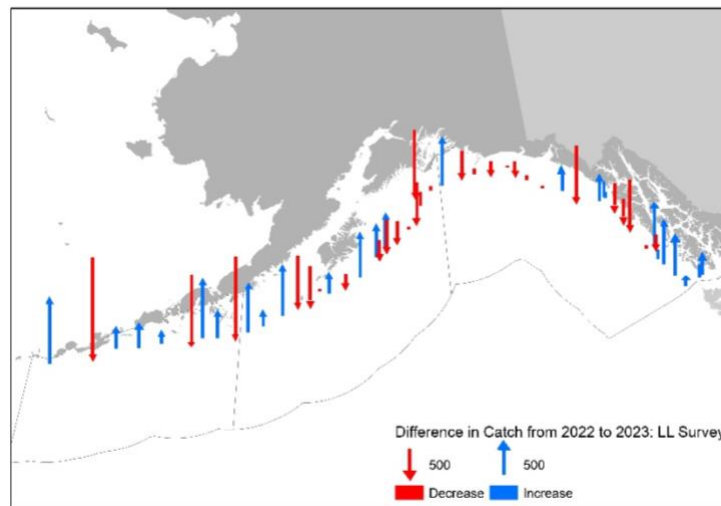 Difference in Catch from 2022 to 2023: LL Survey
500 500
Decrease Increase